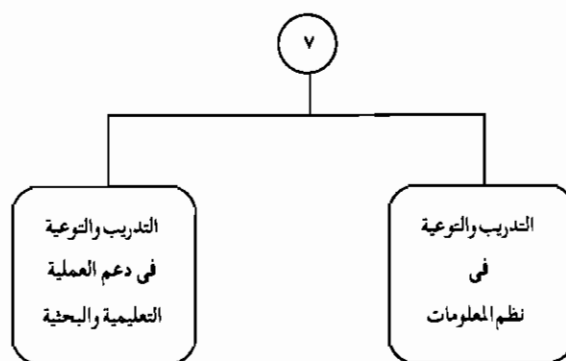 ٧
التدريب والتوعية
فى
نظم المعلومات
التدريب والتوعية
فى دعم العملية
التعليمية والبحثية